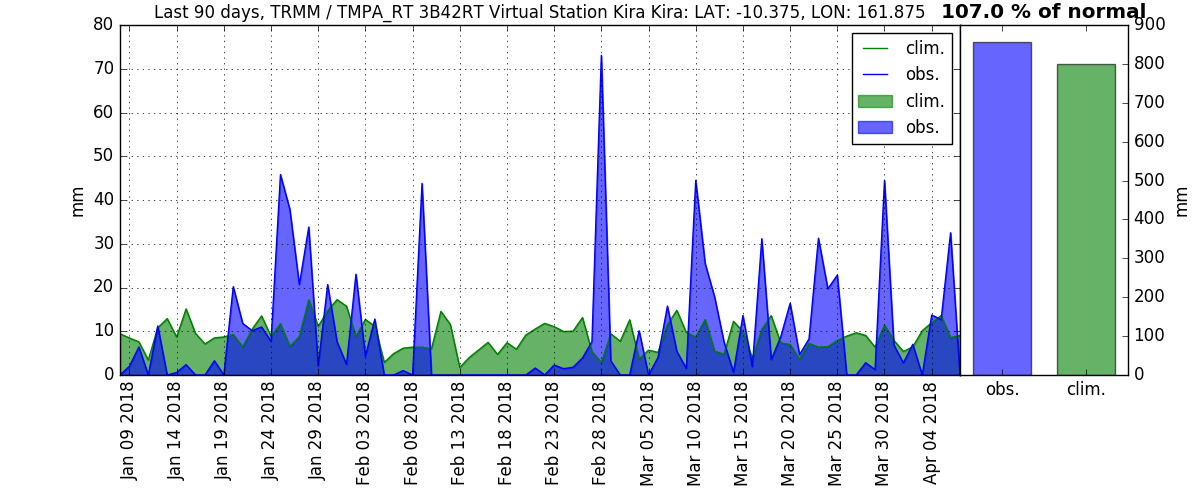 Last 90 days, TRMM / TMPA_RT 3B42RT Virtual Station Kira Kira: LAT: -10.375, LON: 161.875 107.0 % of normal
80
70
60
50
40
30
20
10
0
mm
clim.
obs.
clim.
obs.
900
800
700
600
500
400
300
200
100
0
mm
Jan 09 2018
Jan 14 2018
Jan 19 2018
Jan 24 2018
Jan 29 2018
Feb 03 2018
Feb 08 2018
Feb 13 2018
Feb 18 2018
Feb 23 2018
Feb 28 2018
Mar 05 2018
Mar 10 2018
Mar 15 2018
Mar 20 2018
Mar 25 2018
Mar 30 2018
Apr 04 2018
obs.
clim.